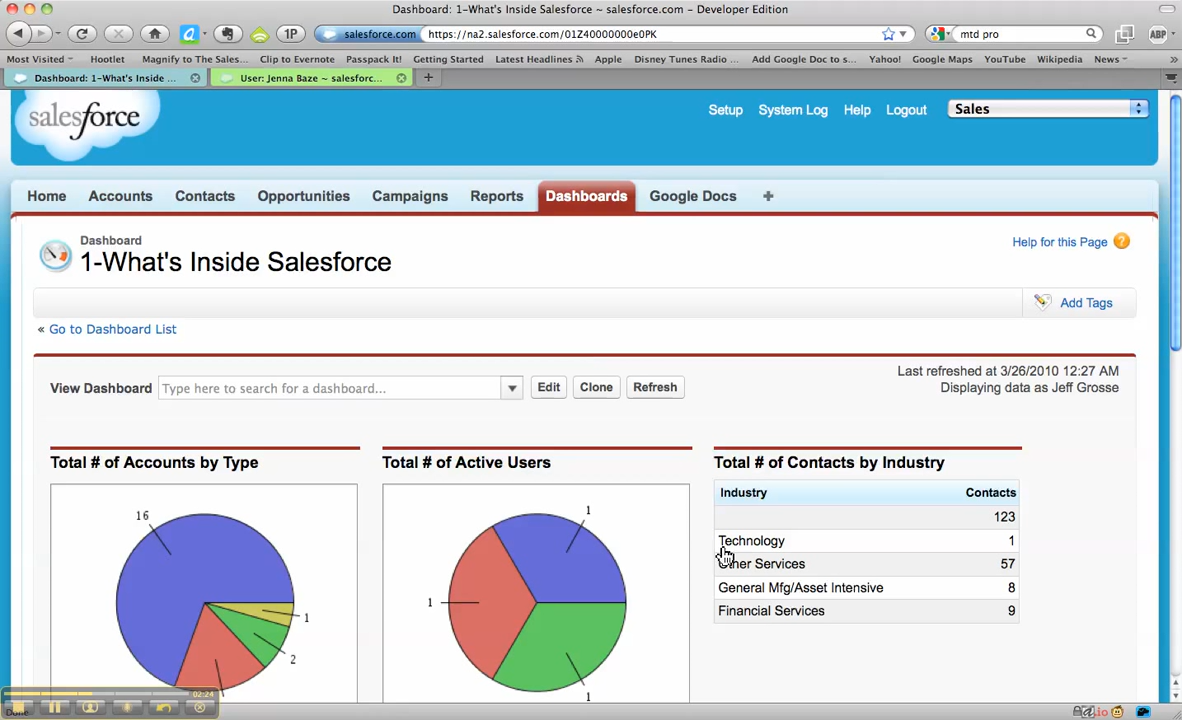 Dashboard: 1-What's Inside Salesforce ~ salesforce.com - Developer Edition
1P
salesforce.com
https://na2.salesforce.com/01Z40000000e0PK
mtd pro
ABP
Most Visited
Hootlet
Magnify to The Sales...
Clip to Evernote
Passpack It!
Getting Started
Latest Headlines
Apple
Disney Tunes Radio ...
Add Google Doc to s...
Yahoo!
Google Maps
YouTube
Wikipedia
News
»
Dashboard: 1-What's Inside ...
User: Jenna Baze ~ salesforc...
+
salesforce
Setup
System Log
Help
Logout
Sales
Home
Accounts
Contacts
Opportunities
Campaigns
Reports
Dashboards
Google Docs
+
Dashboard
1-What's Inside Salesforce
Help for this Page ?
Add Tags
« Go to Dashboard List
Last refreshed at 3/26/2010 12:27 AM
Displaying data as Jeff Grosse
View Dashboard
Type here to search for a dashboard...
Edit
Clone
Refresh
Total # of Accounts by Type
Total # of Active Users
Total # of Contacts by Industry
16
1
2
1
1
1
Industry Contacts
123
Technology 1
Other Services 57
General Mfg/Asset Intensive 8
Financial Services 9
02:24
Done